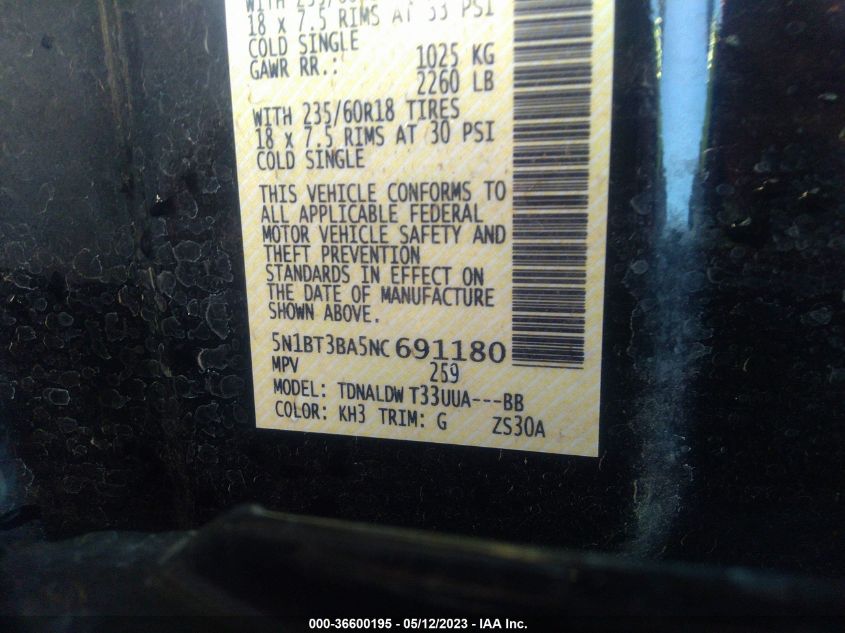 WITH 235/60
18 x 7.5 RIMS AT 33 PSI
COLD SINGLE
GAWR RR.: 1025 KG
2260 LB
WITH 235/60R18 TIRES
18 x 7.5 RIMS AT 30 PSI
COLD SINGLE
THIS VEHICLE CONFORMS TO
ALL APPLICABLE FEDERAL
MOTOR VEHICLE SAFETY AND
THEFT PREVENTION
STANDARDS IN EFFECT ON
THE DATE OF MANUFACTURE
SHOWN ABOVE.
5N1BT3BA5NC691180
MPV 259
MODEL: TDNALDW T33UUA---BB
COLOR: KH3 TRIM: G ZS30A
000-36600195 - 05/12/2023 - IAA Inc.